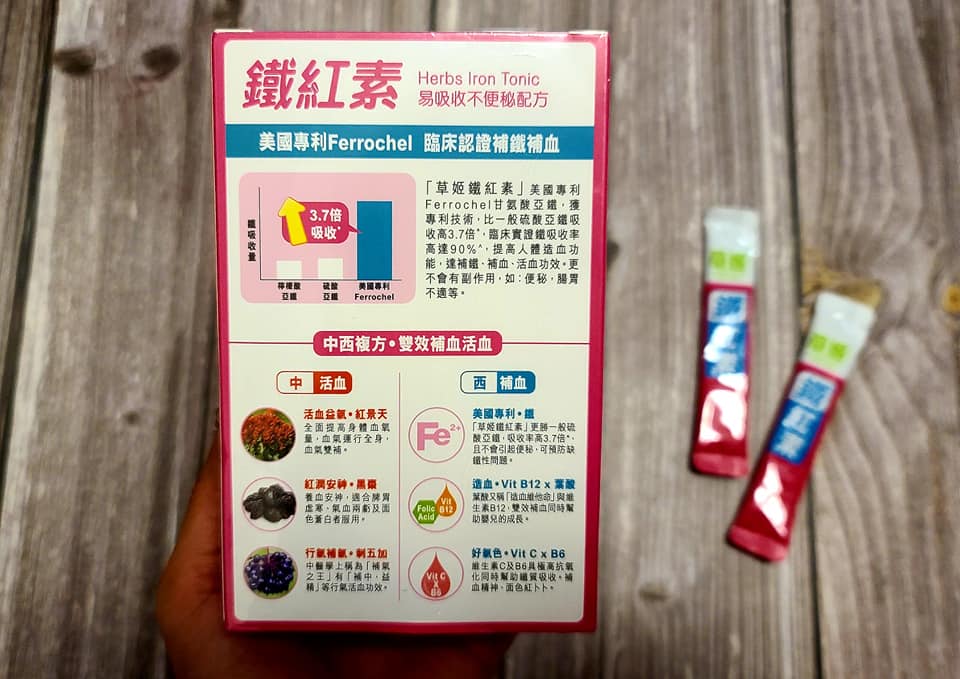 鐵紅素
Herbs Iron Tonic
易吸收不便秘配方
美國專利Ferrochel 臨床認證補鐵補血
鐵吸收量
3.7倍
吸收*
檸檬酸
亞鐵
硫酸
亞鐵
美國專利
Ferrochel
「草姬鐵紅素」美國專利
Ferrochel甘氨酸亞鐵，獲
專利技術，比一般硫酸亞鐵吸
收高3.7倍*，臨床實證鐵吸收率
高達90%^，提高人體造血功
能，達補鐵、補血、活血功效。更
不會有副作用，如：便秘，腸胃
不適等。
中西複方•雙效補血活血
中 活血
活血益氣•紅景天
全面提高身體血氧
量，血氣運行全身，
血氣雙補。
紅潤安神•黑棗
養血安神，適合脾胃
虛寒，氣血兩虧及面
色蒼白者服用。
行氣補氣•刺五加
中醫學上稱為「補氣
之王」有「補中，益
精」等行氣活血功效。
西 補血
Fe2+
美國專利•鐵
「草姬鐵紅素」更勝一般硫
酸亞鐵，吸收率高3.7倍*，
且不會引起便秘，可預防缺
鐵性問題。
Folic
Acid
Vit
B12
造血•Vit B12 x 葉酸
葉酸又稱「造血維他命」與維
生素B12，雙效補血同時幫
助嬰兒的成長。
Vit C
X
B6
好氣色•Vit C x B6
維生素C及B6具極高抗氧
化同時幫助鐵質吸收。補
血精神，面色紅卜卜。
鐵紅素
鐵紅素